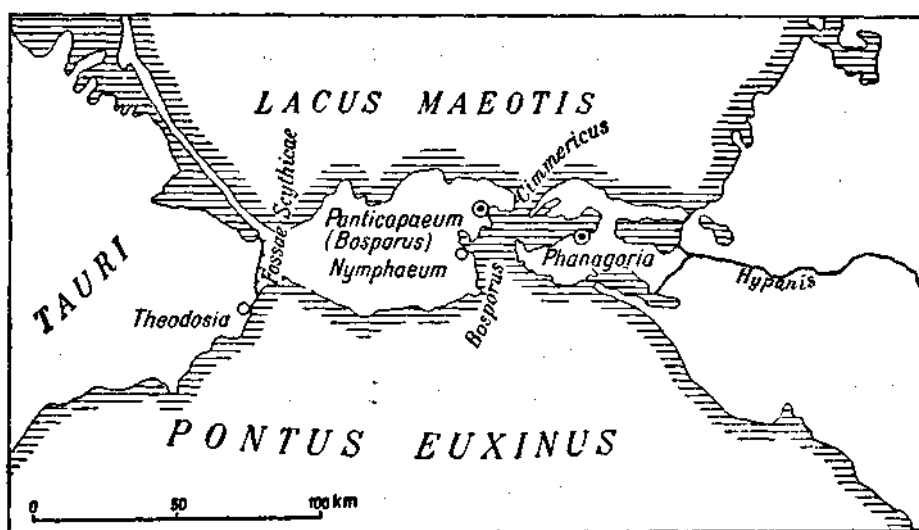 LACUS MAEOTIS
Cimmericus
Fossae Scythicae
Panticapaeum
(Bosporus)
Nymphaeum
Phanagoria
Hypanis
Bosporus
TAURI
Theodosia
PONTUS EUXINUS
0 50 100 km